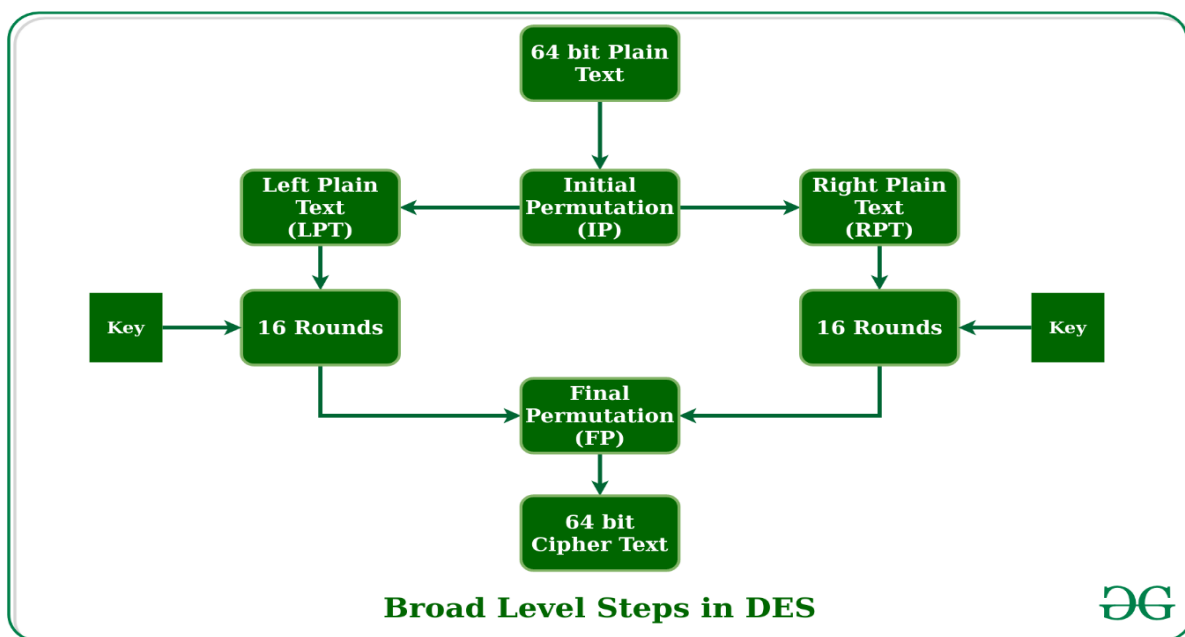 64 bit Plain
Text
Left Plain
Text
(LPT)
Initial
Permutation
(IP)
Right Plain
Text
(RPT)
Key
16 Rounds
16 Rounds
Key
Final
Permutation
(FP)
64 bit
Cipher Text
Broad Level Steps in DES